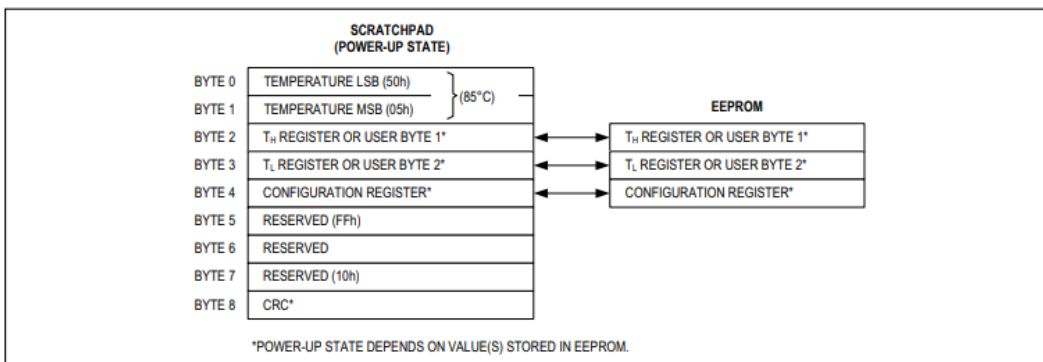 SCRATCHPAD
(POWER-UP STATE)
BYTE 0 TEMPERATURE LSB (50h)
(85°C)
BYTE 1 TEMPERATURE MSB (05h)
EEPROM
BYTE 2 TH REGISTER OR USER BYTE 1* TH REGISTER OR USER BYTE 1*
BYTE 3 TL REGISTER OR USER BYTE 2* TL REGISTER OR USER BYTE 2*
BYTE 4 CONFIGURATION REGISTER* CONFIGURATION REGISTER*
BYTE 5 RESERVED (FFh)
BYTE 6 RESERVED
BYTE 7 RESERVED (10h)
BYTE 8 CRC*
*POWER-UP STATE DEPENDS ON VALUE(S) STORED IN EEPROM.